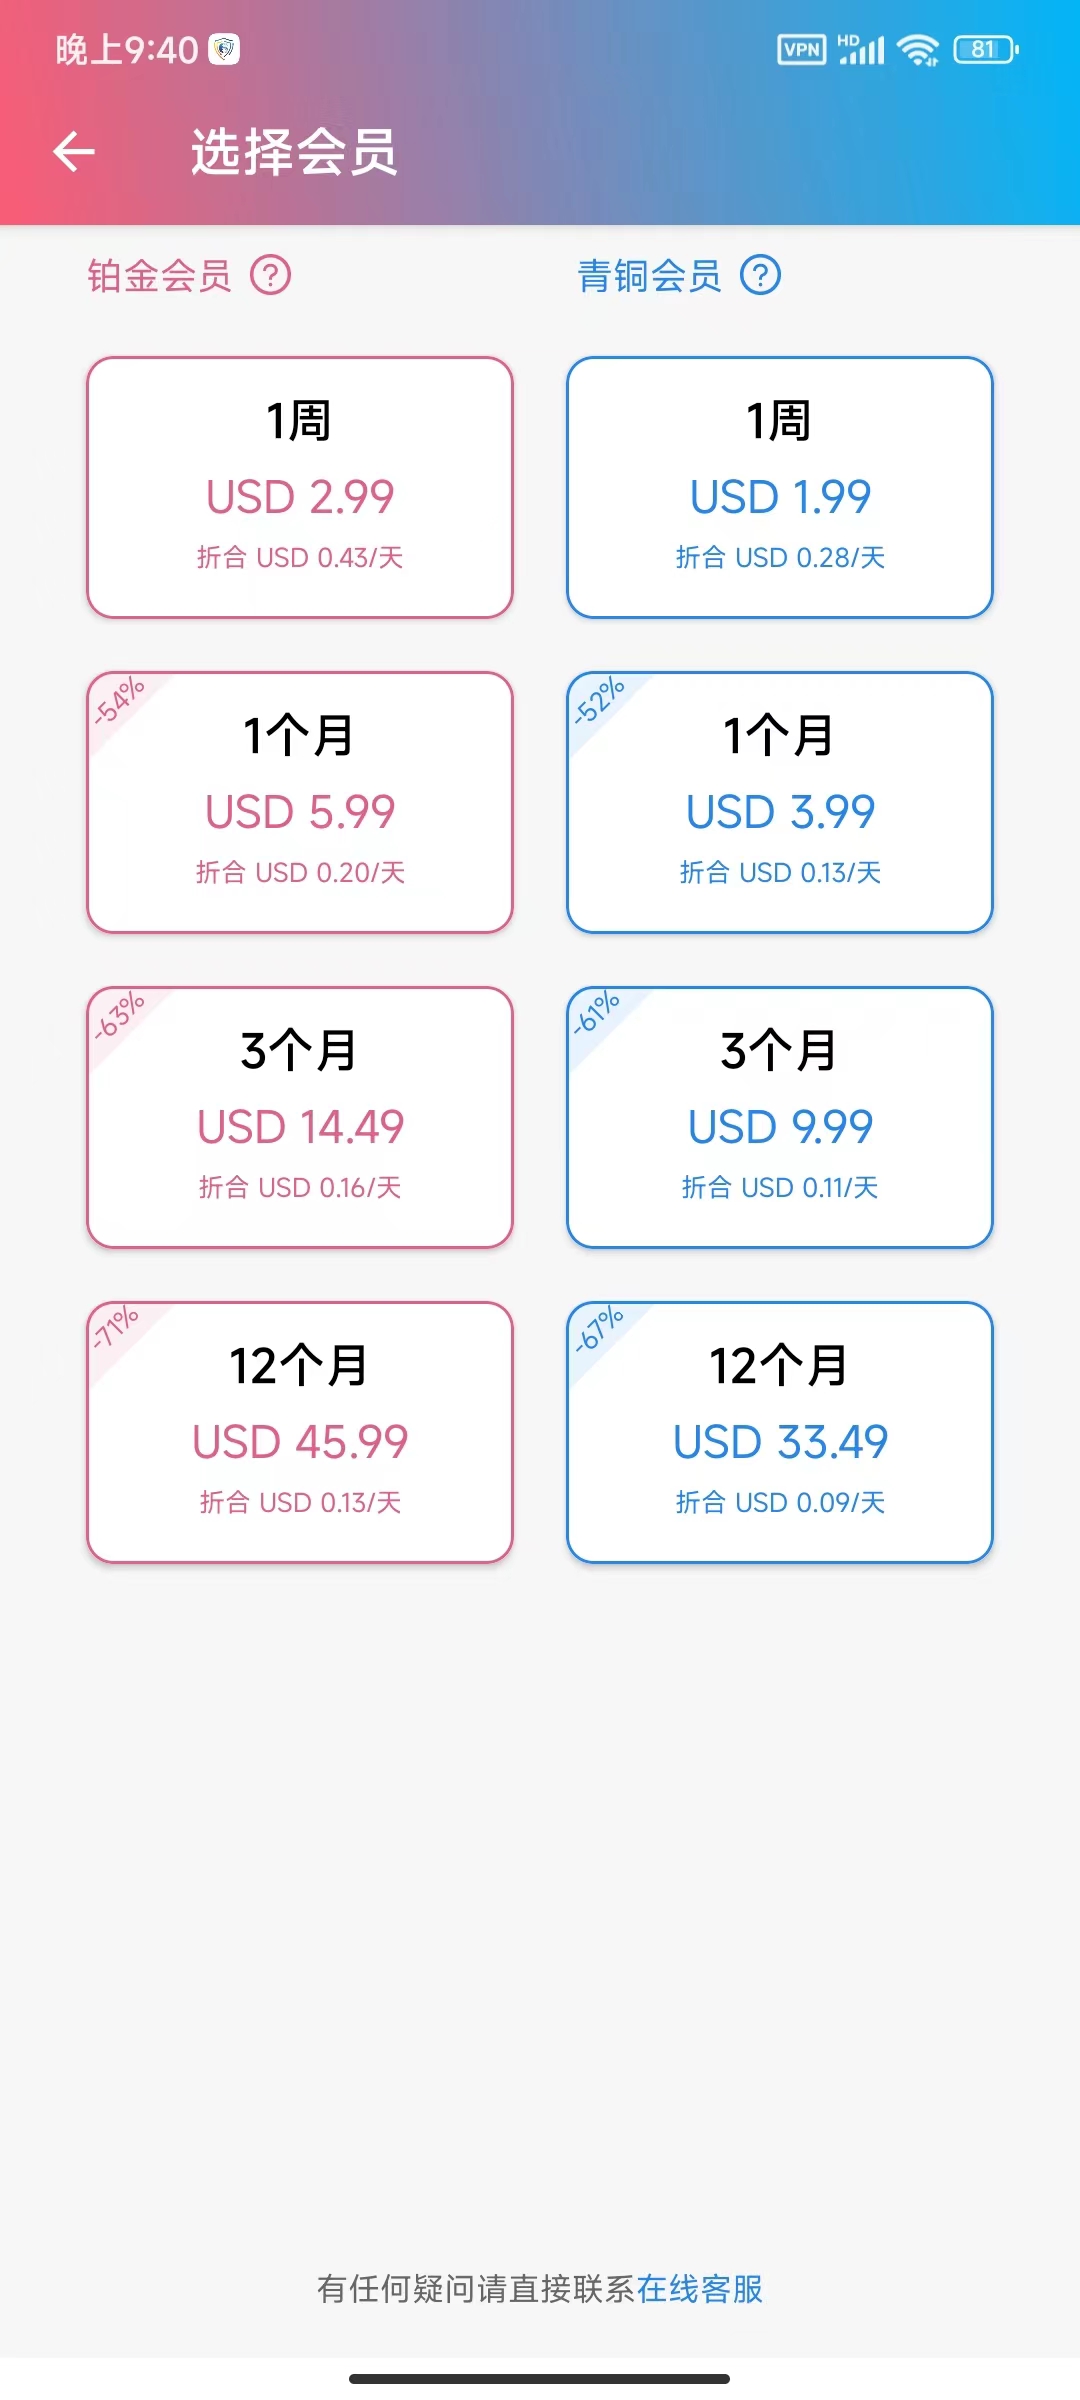 晚上9:40
VPN HD 81
选择会员
铂金会员 ?
青铜会员 ?
1周
USD 2.99
折合 USD 0.43/天
1周
USD 1.99
折合 USD 0.28/天
-54%
1个月
USD 5.99
折合 USD 0.20/天
-52%
1个月
USD 3.99
折合 USD 0.13/天
-63%
3个月
USD 14.49
折合 USD 0.16/天
-61%
3个月
USD 9.99
折合 USD 0.11/天
-71%
12个月
USD 45.99
折合 USD 0.13/天
-67%
12个月
USD 33.49
折合 USD 0.09/天
有任何疑问请直接联系在线客服